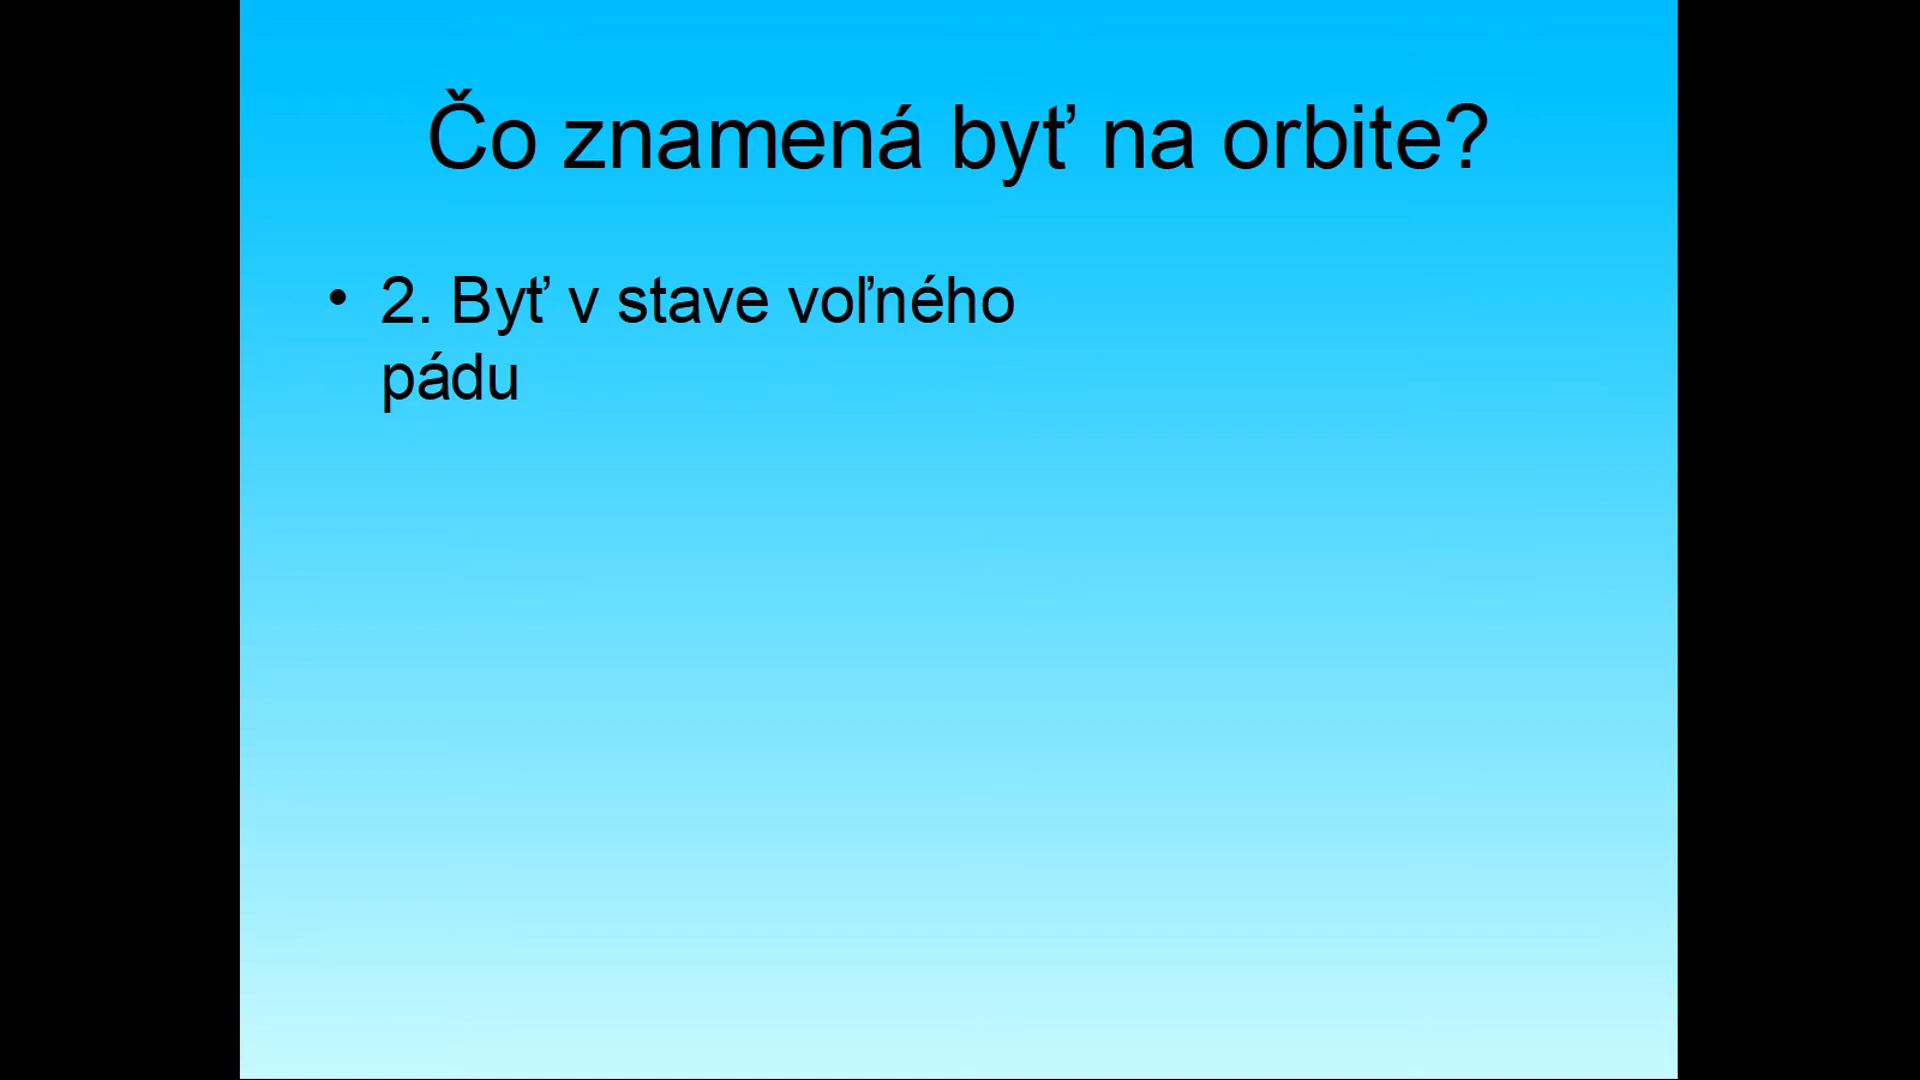 Čo znamená byť na orbite?
• 2. Byť v stave voľného
pádu